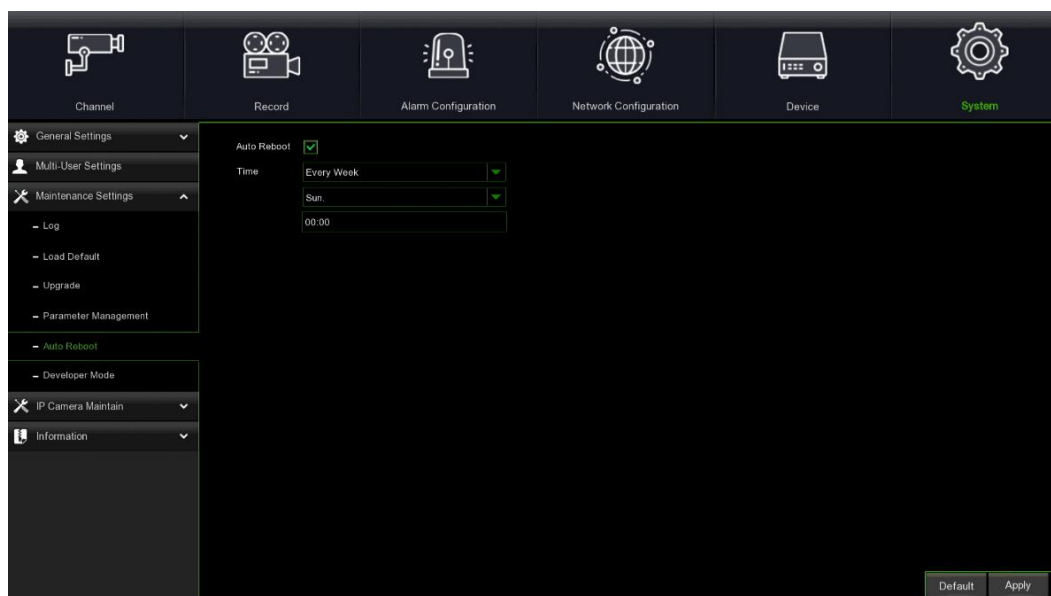 Channel
Record
Alarm Configuration
Network Configuration
Device
System
General Settings
Multi-User Settings
Maintenance Settings
Log
Load Default
Upgrade
Parameter Management
Auto Reboot
Developer Mode
IP Camera Maintain
Information
Auto Reboot
Time
Every Week
Sun.
00:00
Default
Apply